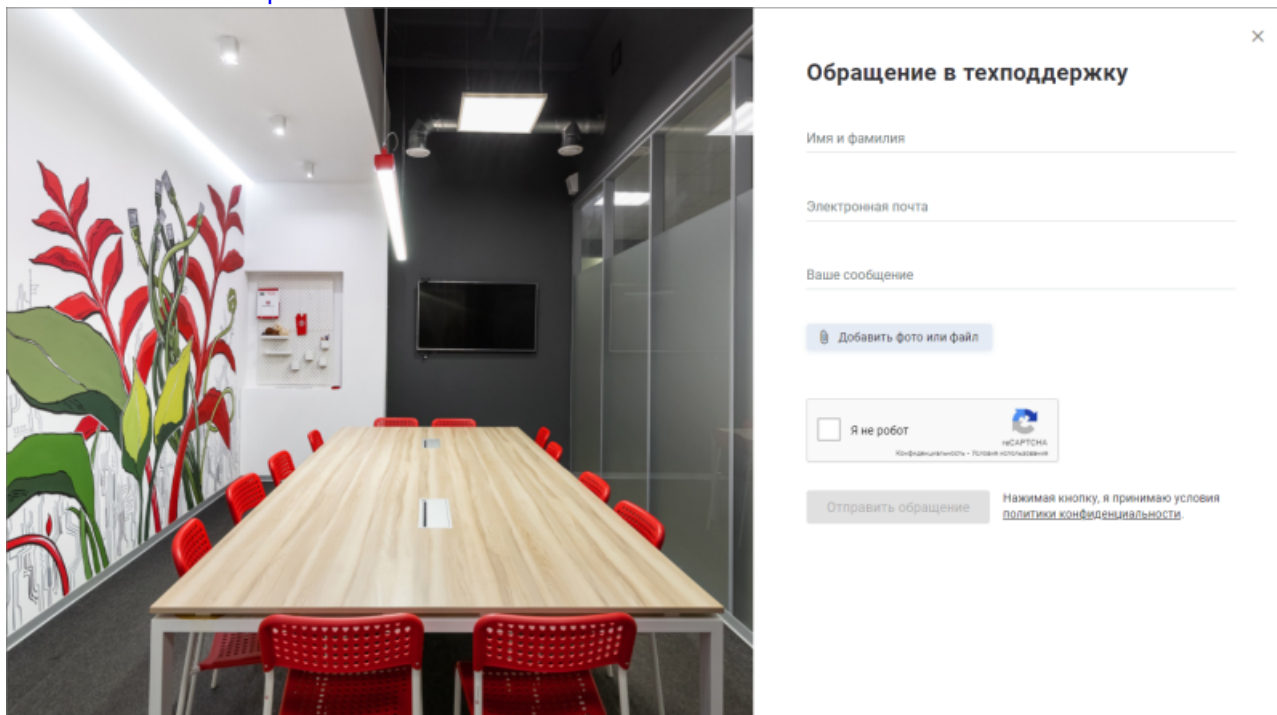 Обращение в техподдержку
Имя и фамилия
Электронная почта
Ваше сообщение
Добавить фото или файл
Я не робот
reCAPTCHA
Конфиденциальность - Условия использования
Отправить обращение
Нажимая кнопку, я принимаю условия
политики конфиденциальности.